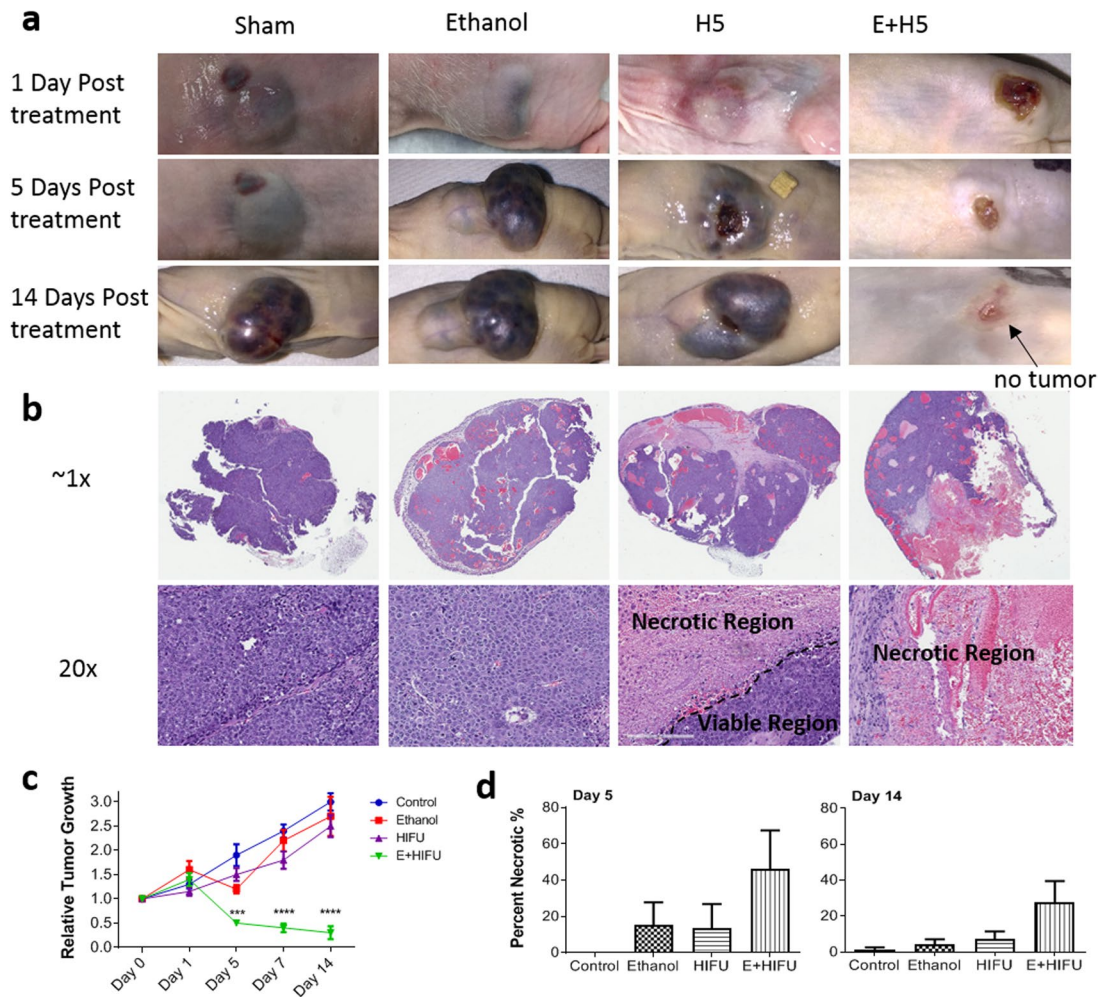 a
Sham
Ethanol
H5
E+H5
1 Day Post
treatment
5 Days Post
treatment
14 Days Post
treatment
no tumor
b
~1x
20x
Necrotic Region
Viable Region
Necrotic Region
c
Relative Tumor Growth
3.0
2.5
2.0
1.5
1.0
0.5
0.0
Control
Ethanol
HIFU
E+HIFU
***
****
****
Day 0
Day 1
Day 5
Day 7
Day 14
d
Percent Necrotic %
Day 5
80
60
40
20
0
Control
Ethanol
HIFU
E+HIFU
Day 14
80
60
40
20
0
Control
Ethanol
HIFU
E+HIFU